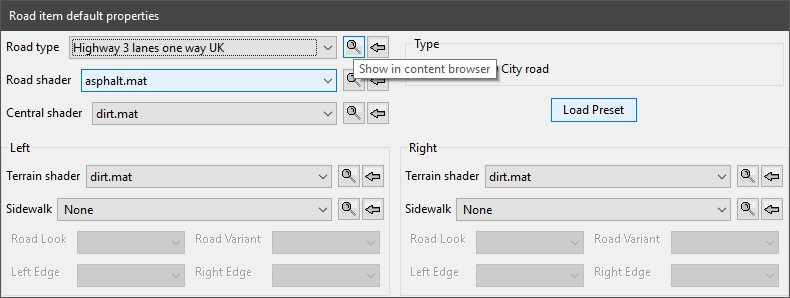 Road item default properties
Road type Highway 3 lanes one way UK
Type
Show in content browser
City road
Road shader asphalt.mat
Central shader dirt.mat
Load Preset
Left
Terrain shader dirt.mat
Sidewalk None
Road Look Road Variant
Left Edge Right Edge
Right
Terrain shader dirt.mat
Sidewalk None
Road Look Road Variant
Left Edge Right Edge